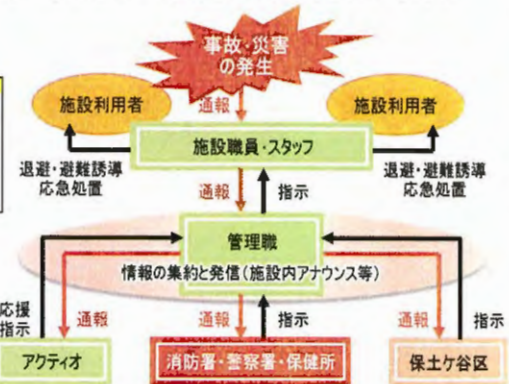 事故・災害
の発生
通報
施設利用者
施設利用者
施設職員・スタッフ
退避・避難誘導
応急処置
退避・避難誘導
応急処置
通報
指示
管理職
情報の集約と発信(施設内アナウンス等)
応援
指示
通報
通報
指示
通報
指示
アクティオ
消防署・警察署・保健所
保土ケ谷区